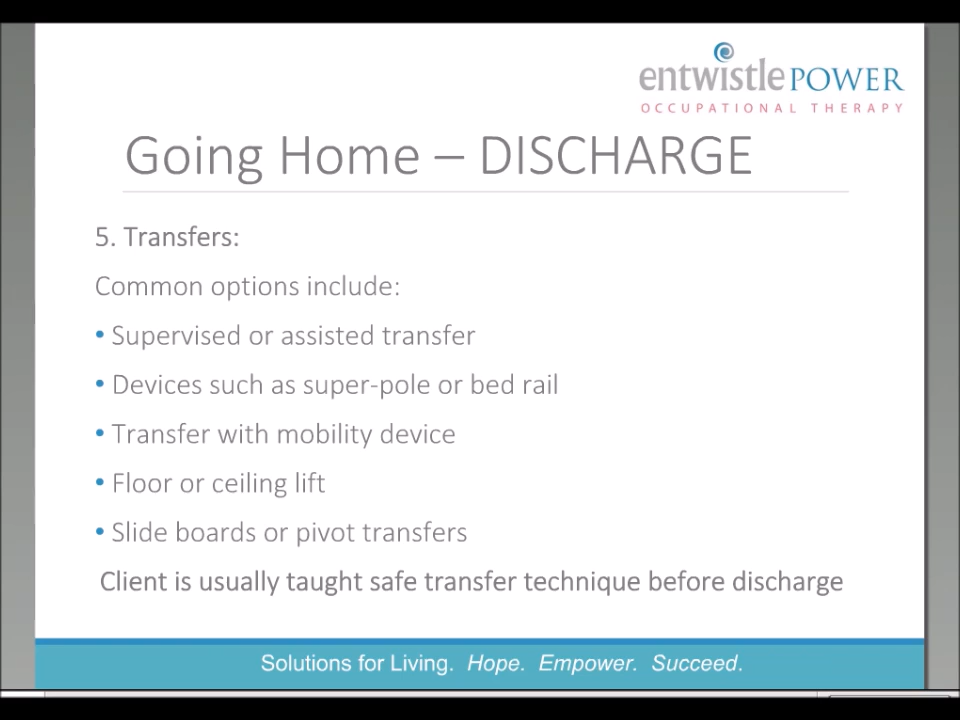 entwistle POWER
OCCUPATIONAL THERAPY
Going Home – DISCHARGE
5. Transfers:
Common options include:
• Supervised or assisted transfer
• Devices such as super-pole or bed rail
• Transfer with mobility device
• Floor or ceiling lift
• Slide boards or pivot transfers
Client is usually taught safe transfer technique before discharge
Solutions for Living. Hope. Empower. Succeed.